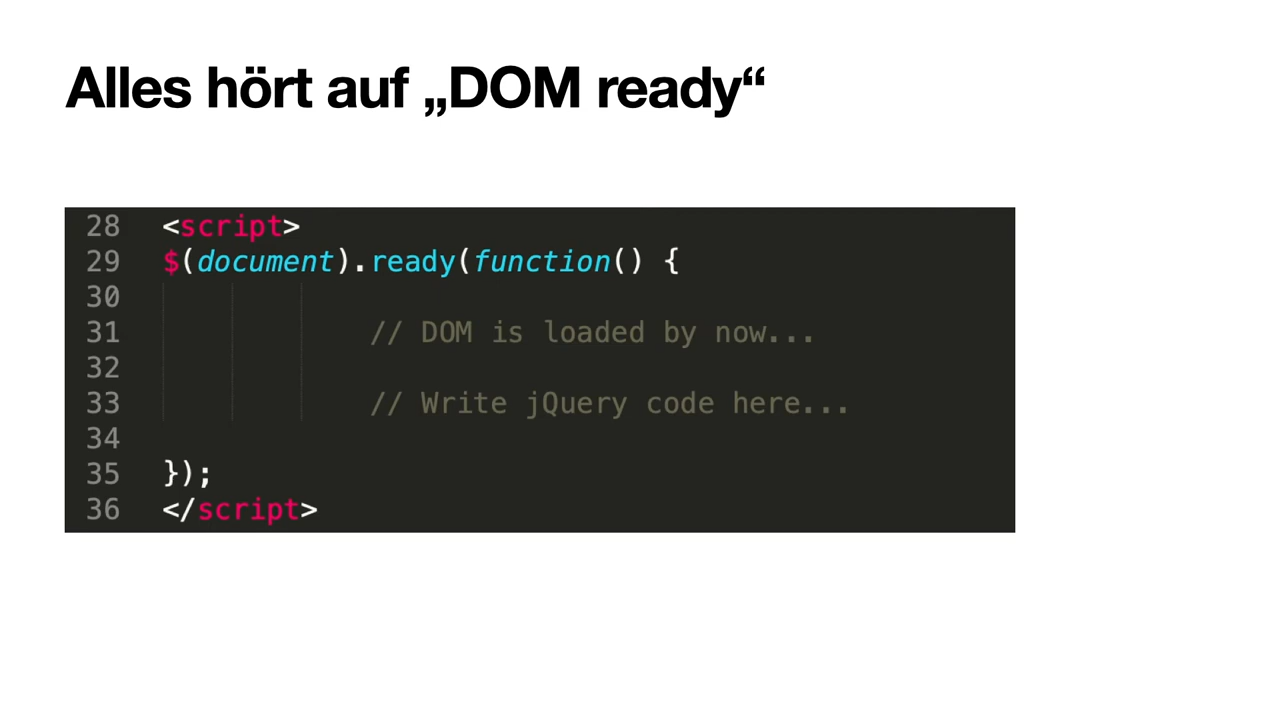 Alles hört auf „DOM ready“
28 <script>
29 $(document).ready(function() {
30
31 // DOM is loaded by now...
32
33 // Write jQuery code here...
34
35 });
36 </script>